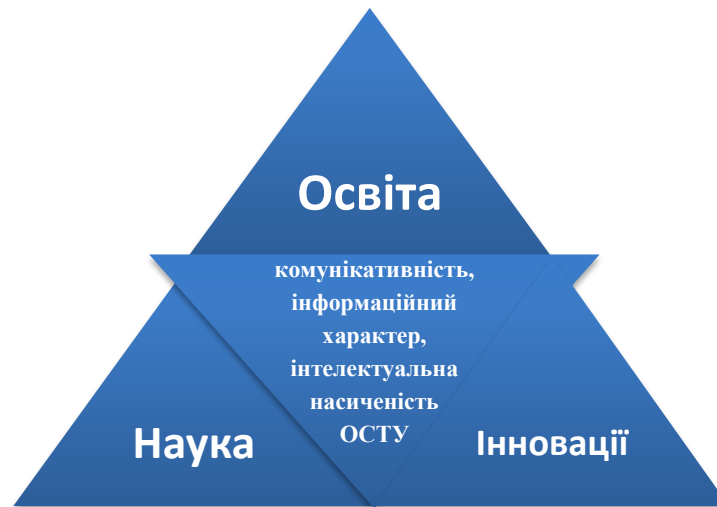 Освіта
комунікативність,
інформаційний
характер,
інтелектуальна
насиченість
ОСТУ
Наука
Інновації